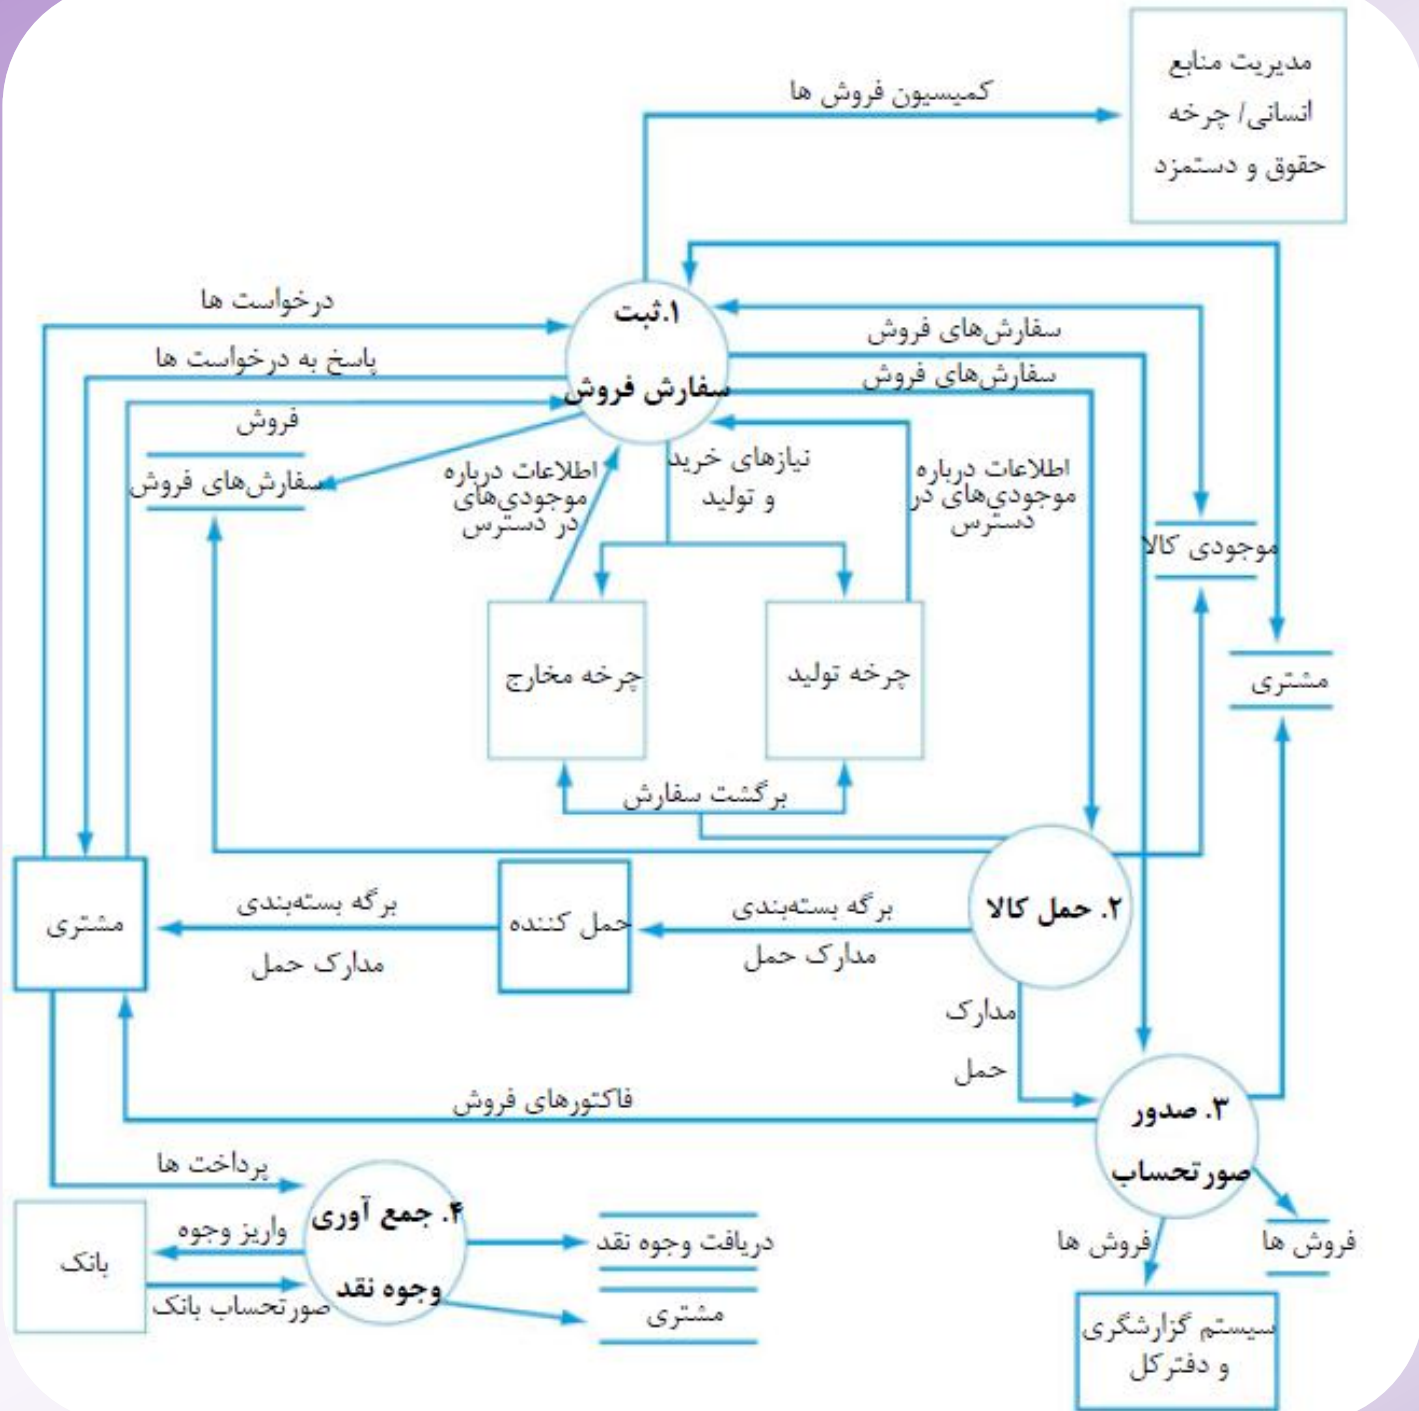 مدیریت منابع
انسانی/ چرخه
حقوق و دستمزد
کمیسیون فروش ها
درخواست ها
۱.ثبت
سفارش فروش
سفارش‌های فروش
سفارش‌های فروش
پاسخ به درخواست ها
فروش
سفارش‌های فروش
اطلاعات درباره
موجودی‌های
در دسترس
نیازهای خرید
و تولید
اطلاعات درباره
موجودی‌های در
دسترس
موجودی کالا
مشتری
چرخه تولید
چرخه مخارج
برگشت سفارش
۲. حمل کالا
برگه بسته‌بندی
مدارک حمل
حمل کننده
برگه بسته‌بندی
مدارک حمل
مشتری
مدارک
حمل
۳. صدور
صورتحساب
فاکتورهای فروش
پرداخت ها
۴. جمع آوری
وجوه نقد
واریز وجوه
صورتحساب بانک
بانک
دریافت وجوه نقد
مشتری
فروش ها
فروش ها
سیستم گزارشگری
و دفترکل